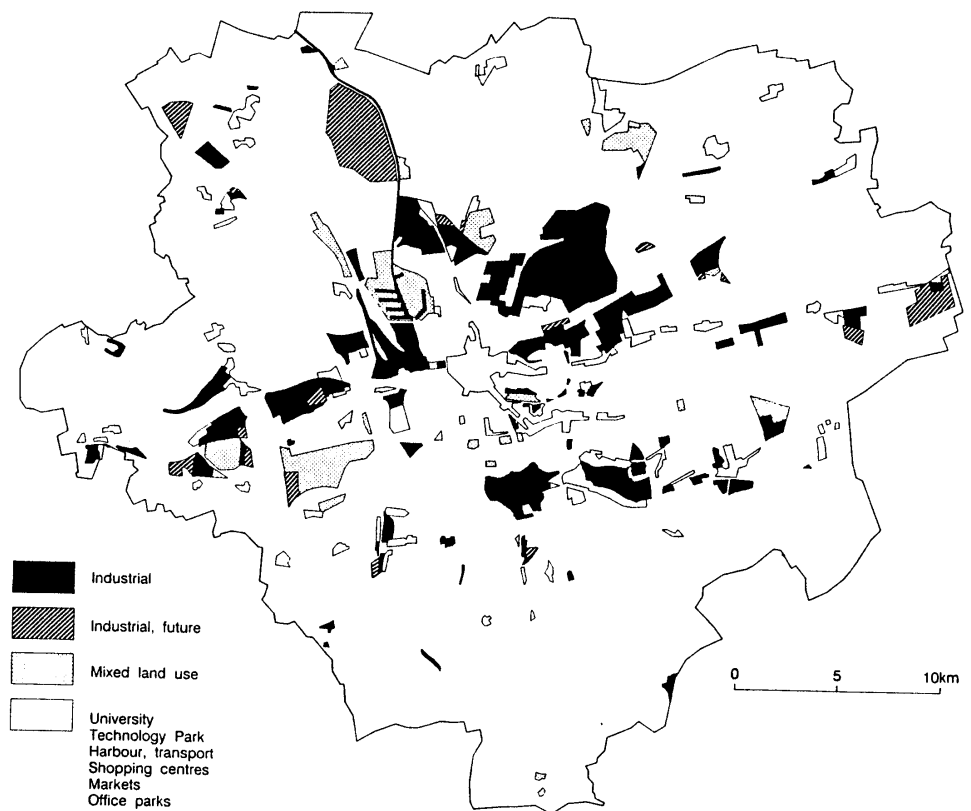 Industrial
Industrial, future
Mixed land use
University
Technology Park
Harbour, transport
Shopping centres
Markets
Office parks
0 5 10km